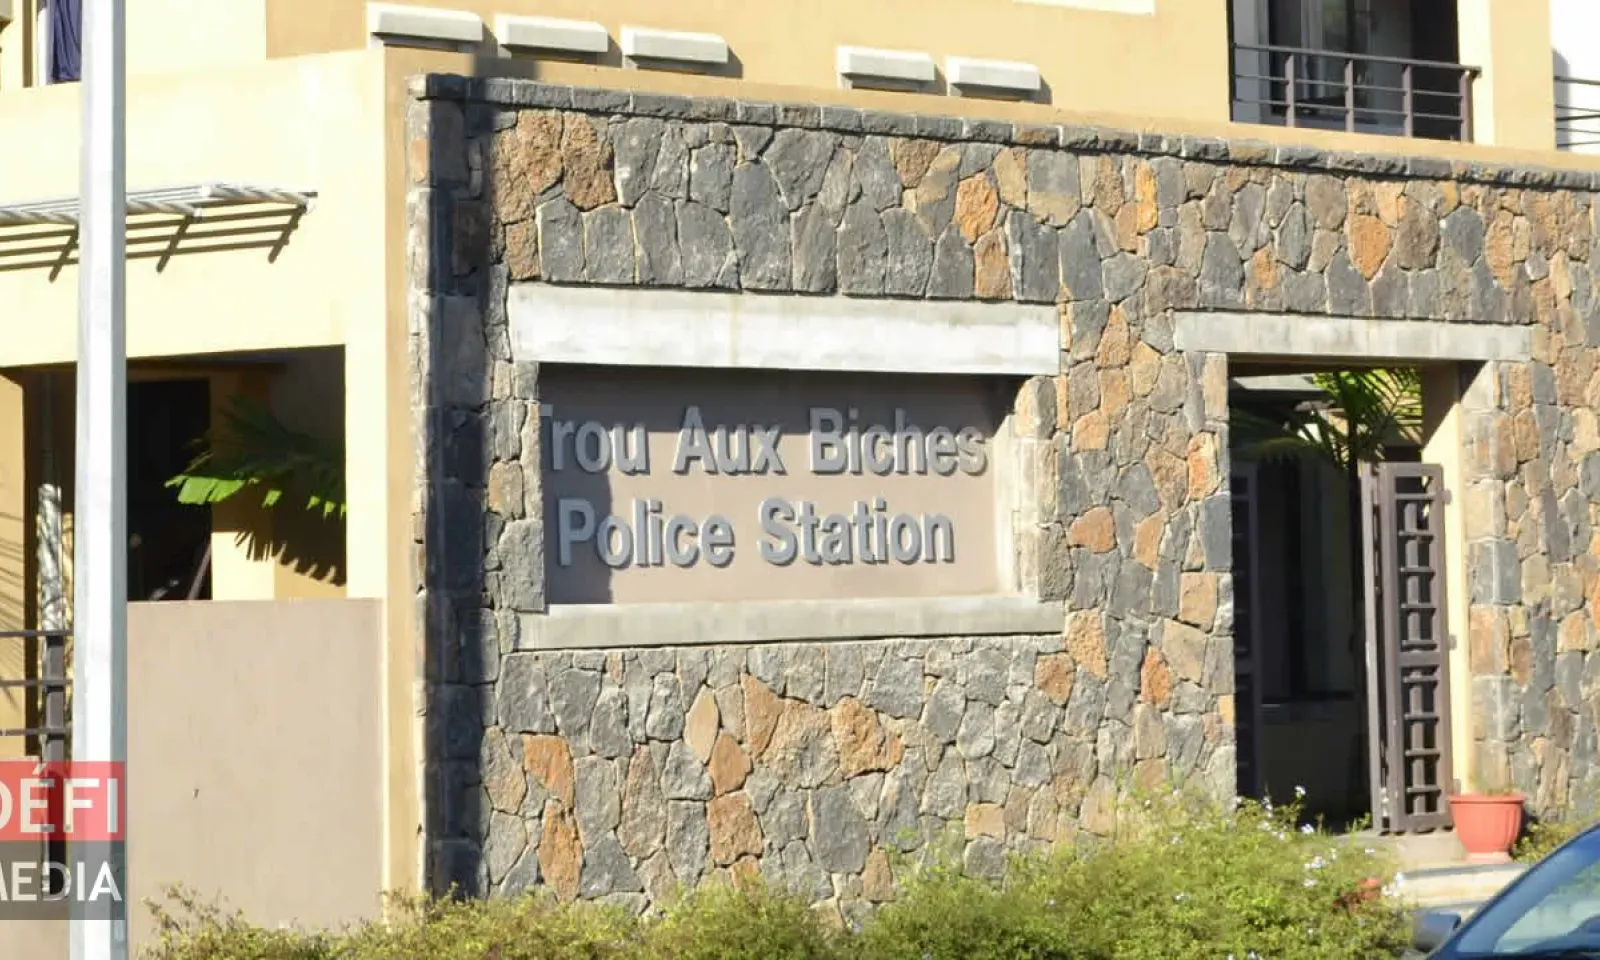 Trou Aux Biches
Police Station
DÉFI
MEDIA